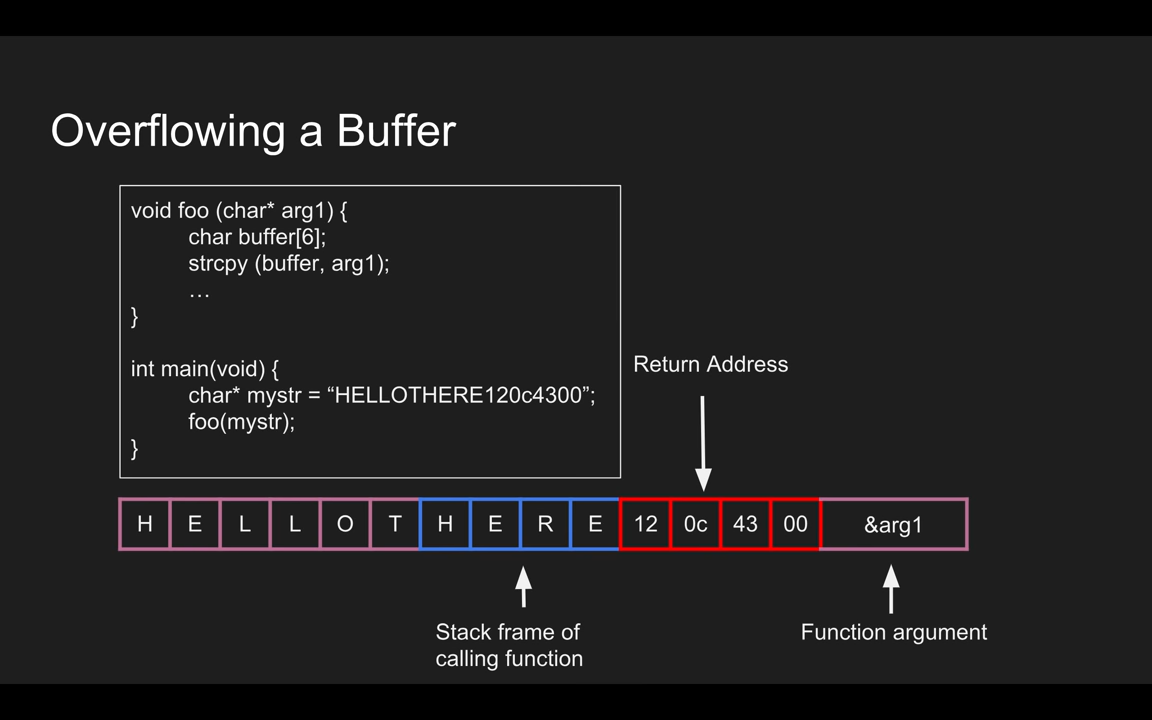 Overflowing a Buffer
void foo (char* arg1) {
char buffer[6];
strcpy (buffer, arg1);
…
}
int main(void) {
char* mystr = “HELLOTHERE120c4300”;
foo(mystr);
}
Return Address
H E L L O T H E R E 12 0c 43 00 &arg1
Stack frame of
calling function
Function argument